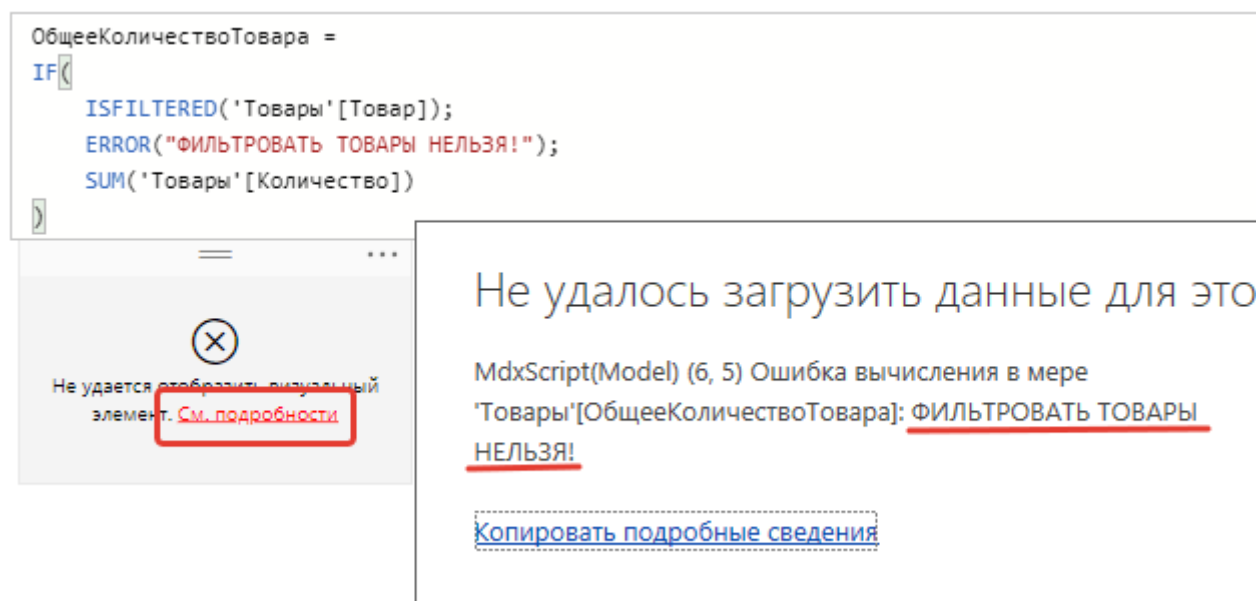 ОбщееКоличествоТовара =
IF(
ISFILTERED('Товары'[Товар]);
ERROR("ФИЛЬТРОВАТЬ ТОВАРЫ НЕЛЬЗЯ!");
SUM('Товары'[Количество])
)
Не удается отобразить визуальный
элемент. См. подробности
Не удалось загрузить данные для это
MdxScript(Model) (6, 5) Ошибка вычисления в мере
'Товары'[ОбщееКоличествоТовара]: ФИЛЬТРОВАТЬ ТОВАРЫ
НЕЛЬЗЯ!
Копировать подробные сведения